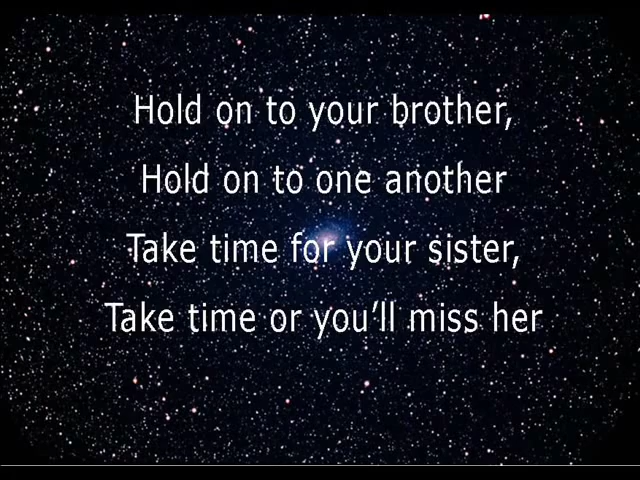 Hold on to your brother,
Hold on to one another
Take time for your sister,
Take time or you’ll miss her